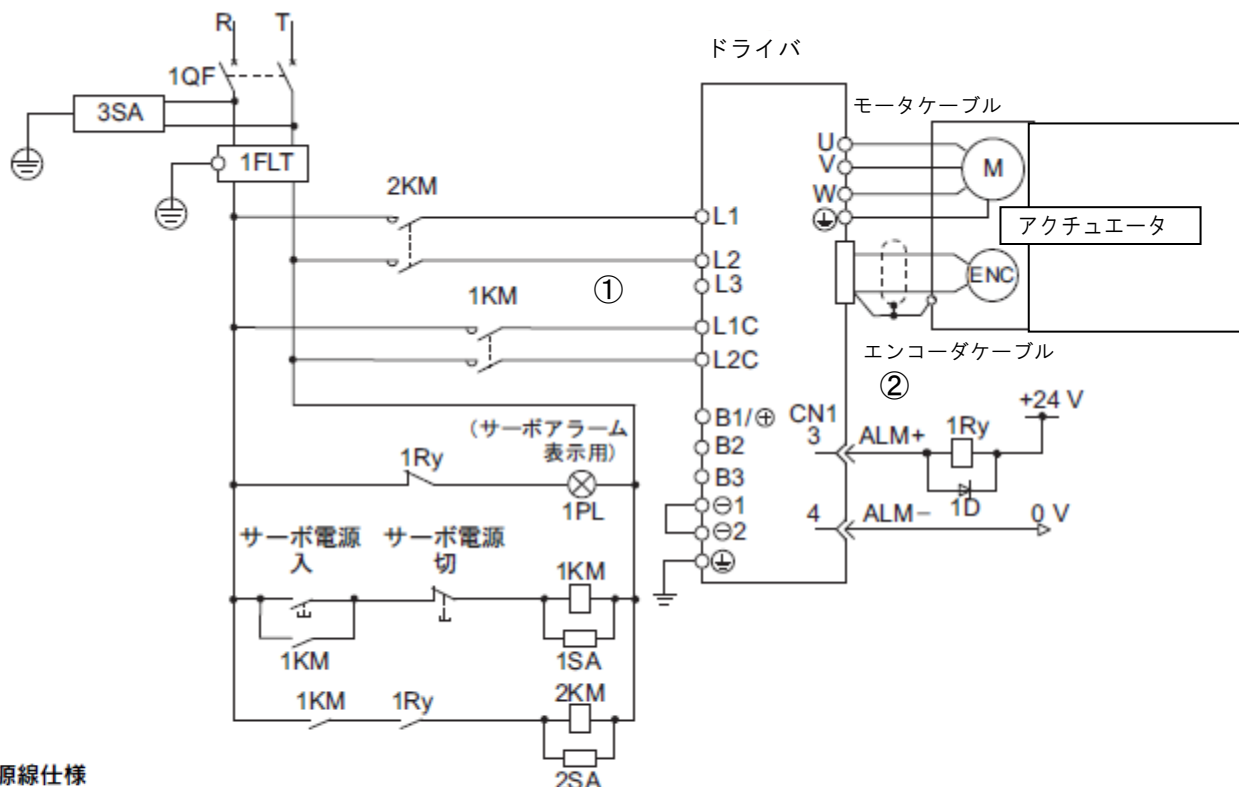 R T
ドライバ
1QF
3SA
モータケーブル
1FLT
U
V
W
M
2KM
L1
アクチュエータ
L2
L3
①
ENC
1KM
L1C
L2C
エンコーダケーブル
②
+24 V
B1/⊕
CN1
3
ALM+
1Ry
1D
(サーボアラーム
表示用)
1Ry
1PL
B2
B3
⊖1
⊖2
4
ALM−
0 V
サーボ電源
入
サーボ電源
切
1KM
1KM
1SA
1KM
1Ry
2KM
2SA
源線仕様